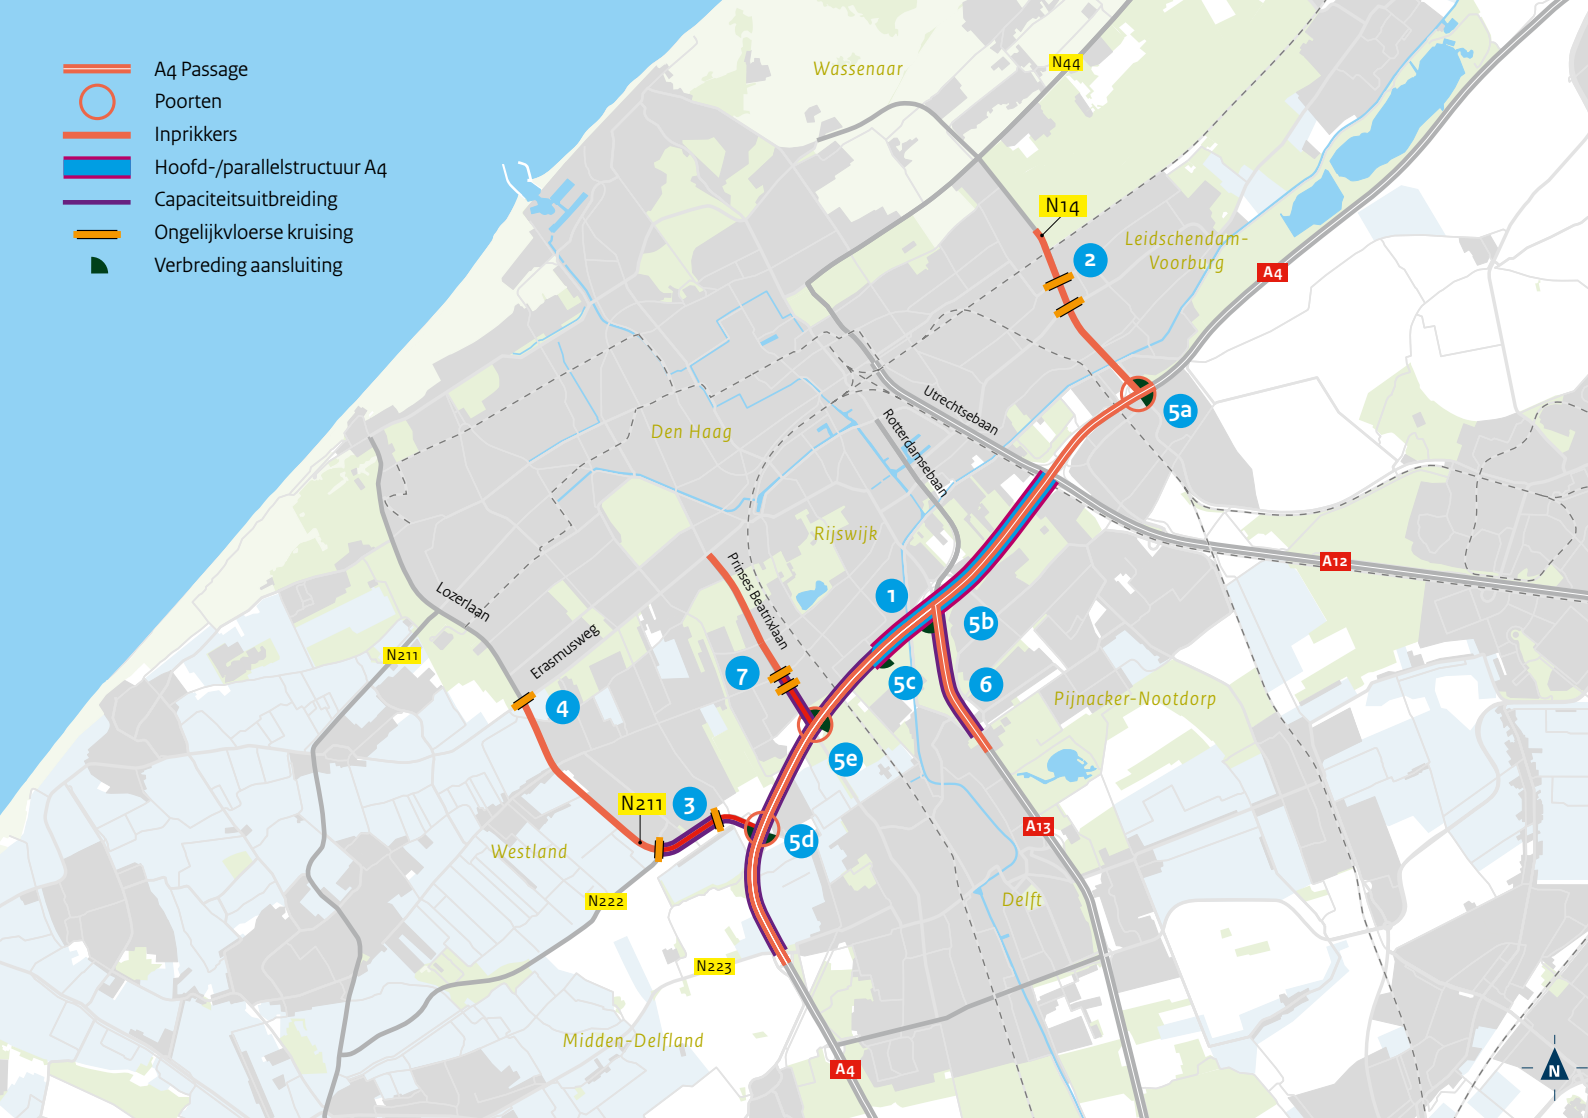 A4 Passage
Poorten
Inprikkers
Hoofd-/parallelstructuur A4
Capaciteitsuitbreiding
Ongelijkvloerse kruising
Verbreding aansluiting
Wassenaar
N44
N14
Leidschendam-
Voorburg
2
A4
5a
Utrechtsebaan
Rotterdamsebaan
Den Haag
Rijswijk
A12
Prinses Beatrixlaan
Lozerlaan
Erasmusweg
N211
1
5b
5c
6
7
4
Pijnacker-Nootdorp
5e
N211
3
5d
A13
Westland
N222
Delft
N223
Midden-Delfland
A4
N